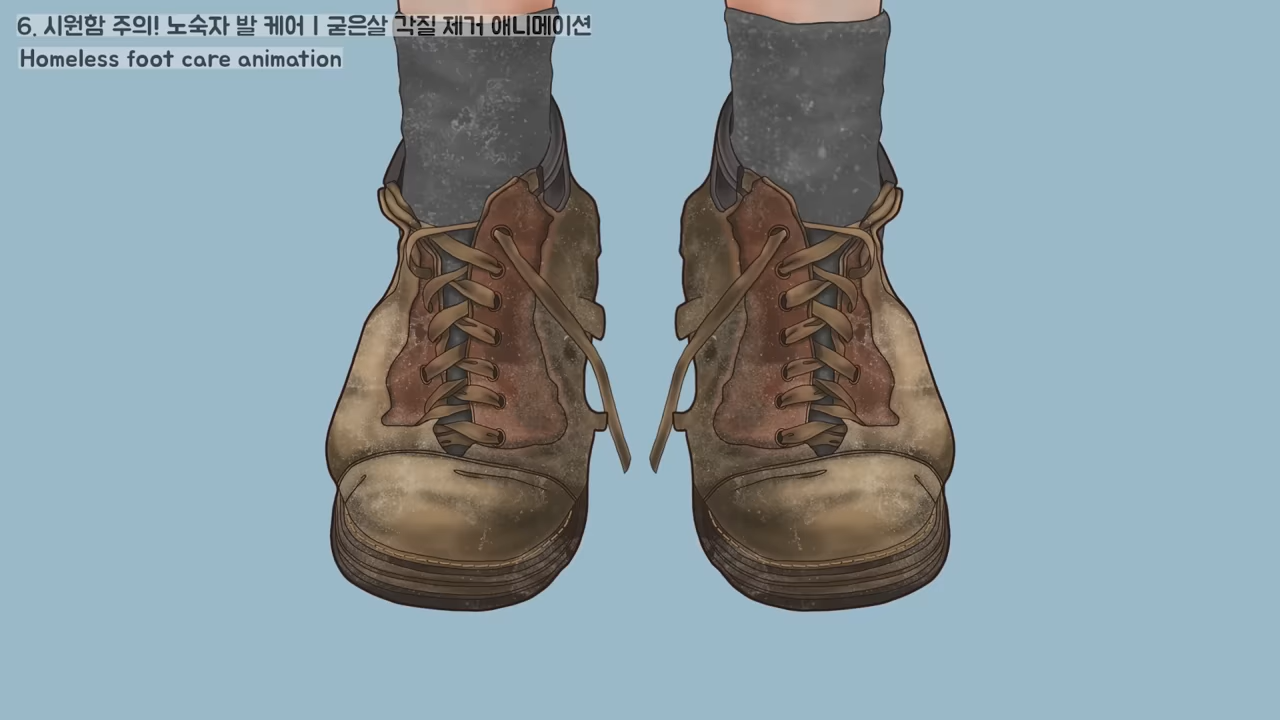 6. 시원함 주의! 노숙자 발 케어 | 굳은살 각질 제거 애니메이션
Homeless foot care animation